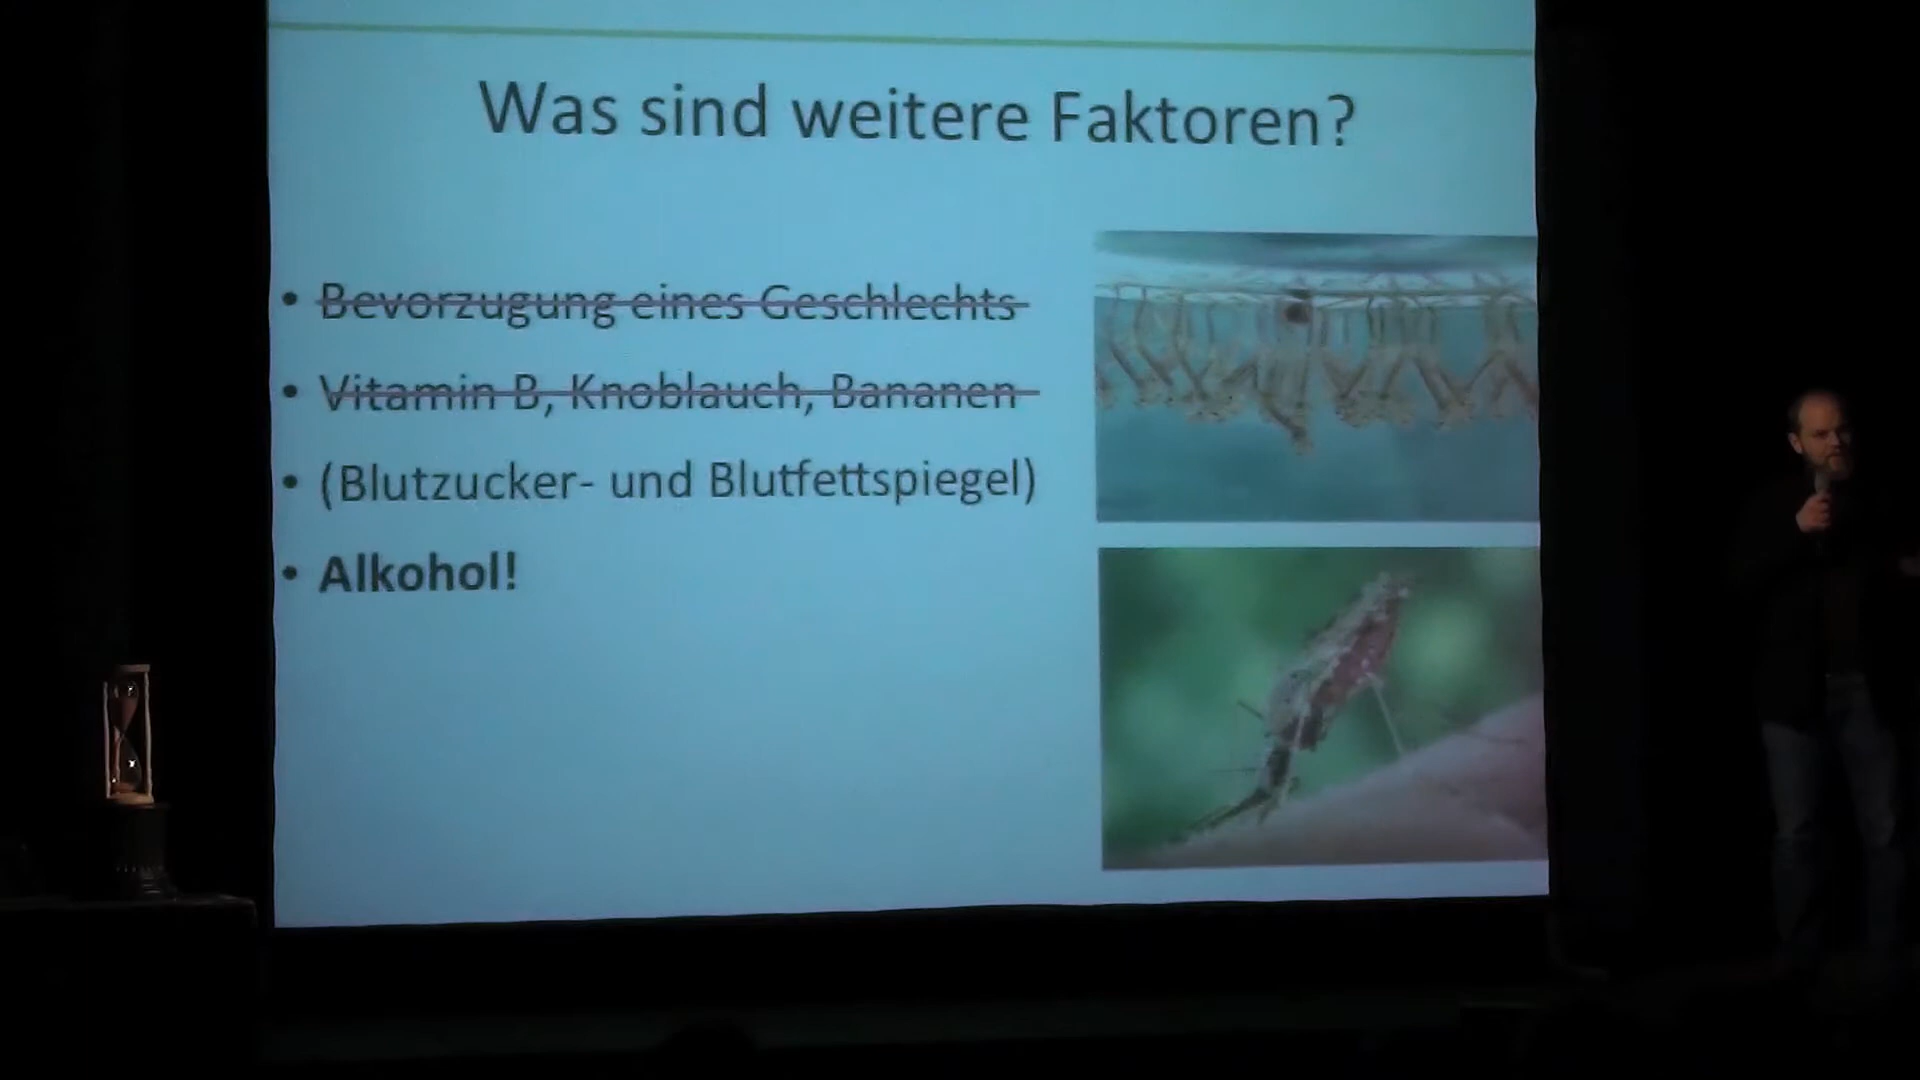 Was sind weitere Faktoren?
• Bevorzugung eines Geschlechts
• Vitamin B, Knoblauch, Bananen
• (Blutzucker- und Blutfettspiegel)
• Alkohol!